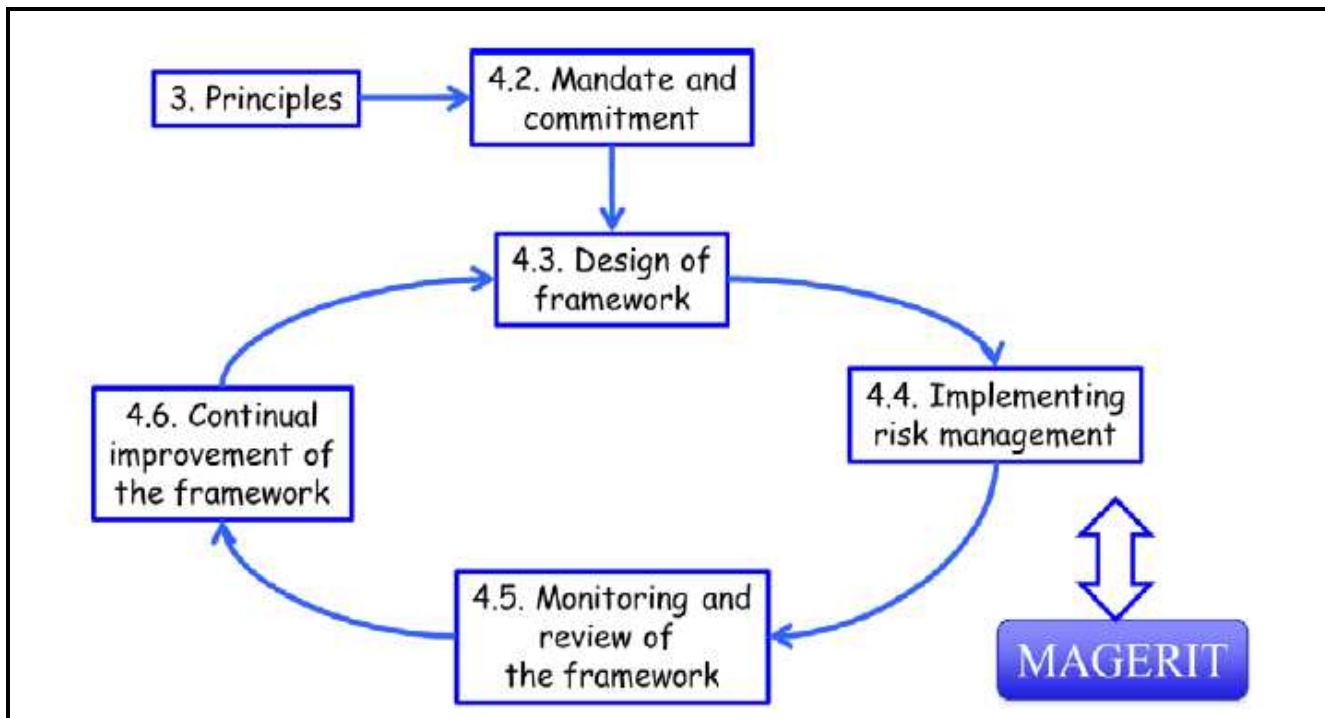 3. Principles
4.2. Mandate and
commitment
4.3. Design of
framework
4.4. Implementing
risk management
4.6. Continual
improvement of
the framework
4.5. Monitoring and
review of
the framework
MAGERIT